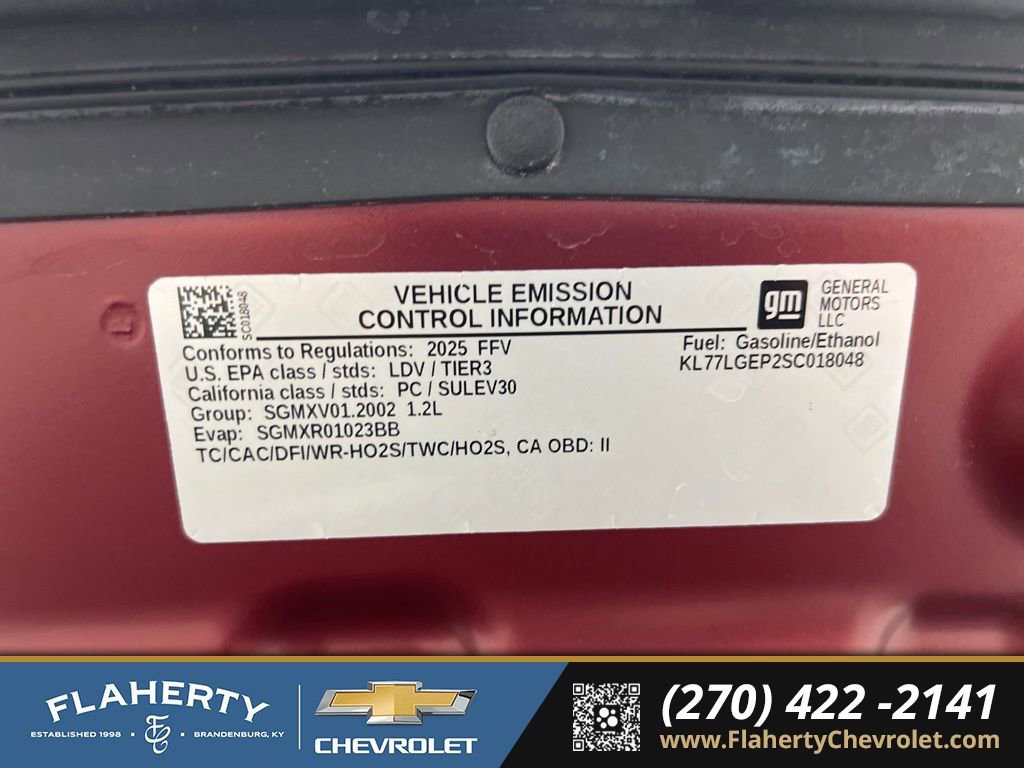 VEHICLE EMISSION
CONTROL INFORMATION
SC018048
gm
GENERAL
MOTORS
LLC
Conforms to Regulations: 2025 FFV
U.S. EPA class / stds: LDV / TIER3
California class / stds: PC / SULEV30
Group: SGMXV01.2002 1.2L
Evap: SGMXR01023BB
TC/CAC/DFI/WR-HO2S/TWC/HO2S, CA OBD: II
Fuel: Gasoline/Ethanol
KL77LGEP2SC018048
FLAHERTY
ESTABLISHED 1998 • BRANDENBURG, KY
CHEVROLET
(270) 422 -2141
www.FlahertyChevrolet.com